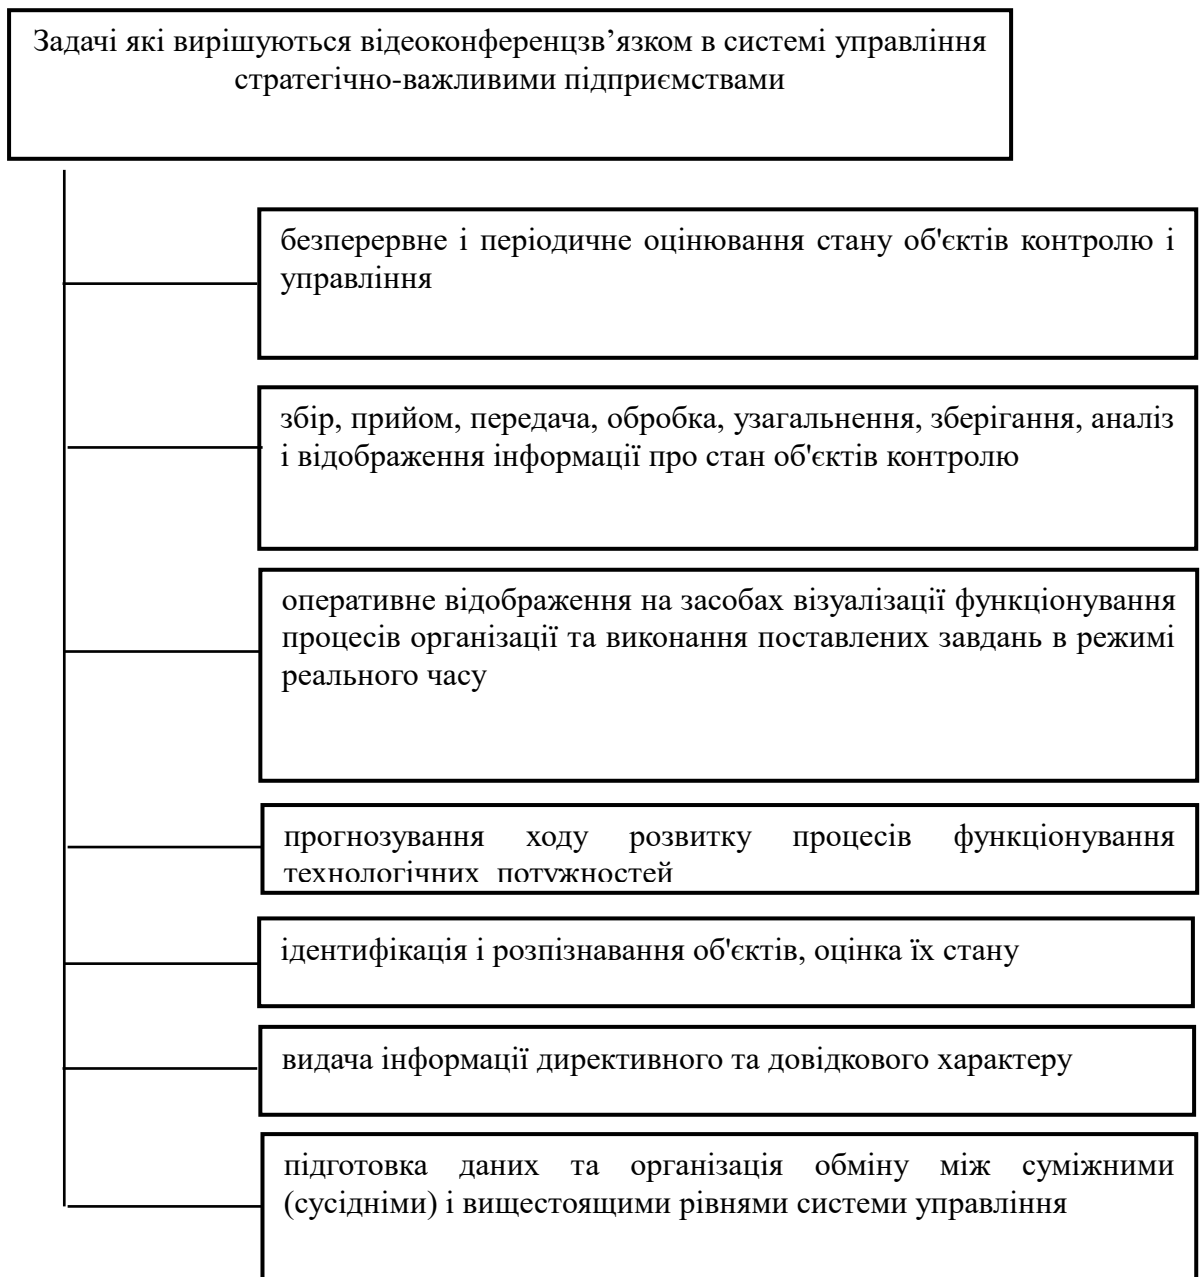 Задачі які вирішуються відеоконференцзв’язком в системі управління
стратегічно-важливими підприємствами
безперервне і періодичне оцінювання стану об'єктів контролю і
управління
збір, прийом, передача, обробка, узагальнення, зберігання, аналіз
і відображення інформації про стан об'єктів контролю
оперативне відображення на засобах візуалізації функціонування
процесів організації та виконання поставлених завдань в режимі
реального часу
прогнозування ходу розвитку процесів функціонування
технологічних потужностей
ідентифікація і розпізнавання об'єктів, оцінка їх стану
видача інформації директивного та довідкового характеру
підготовка даних та організація обміну між суміжними
(сусідніми) і вищестоящими рівнями системи управління